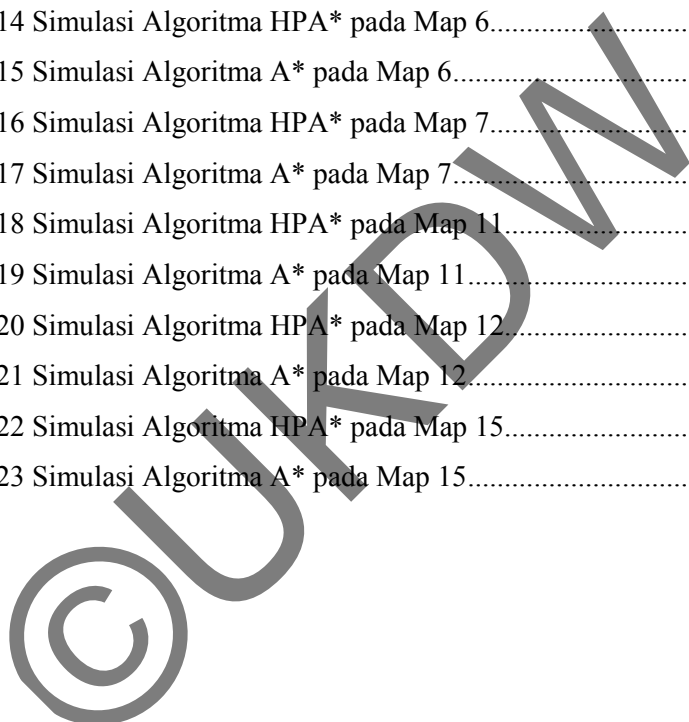 14 Simulasi Algoritma HPA* pada Map 6................................
15 Simulasi Algoritma A* pada Map 6.....................................
16 Simulasi Algoritma HPA* pada Map 7................................
17 Simulasi Algoritma A* pada Map 7.....................................
18 Simulasi Algoritma HPA* pada Map 11..............................
19 Simulasi Algoritma A* pada Map 11...................................
20 Simulasi Algoritma HPA* pada Map 12..............................
21 Simulasi Algoritma A* pada Map 12...................................
22 Simulasi Algoritma HPA* pada Map 15..............................
23 Simulasi Algoritma A* pada Map 15...................................
©UKDW